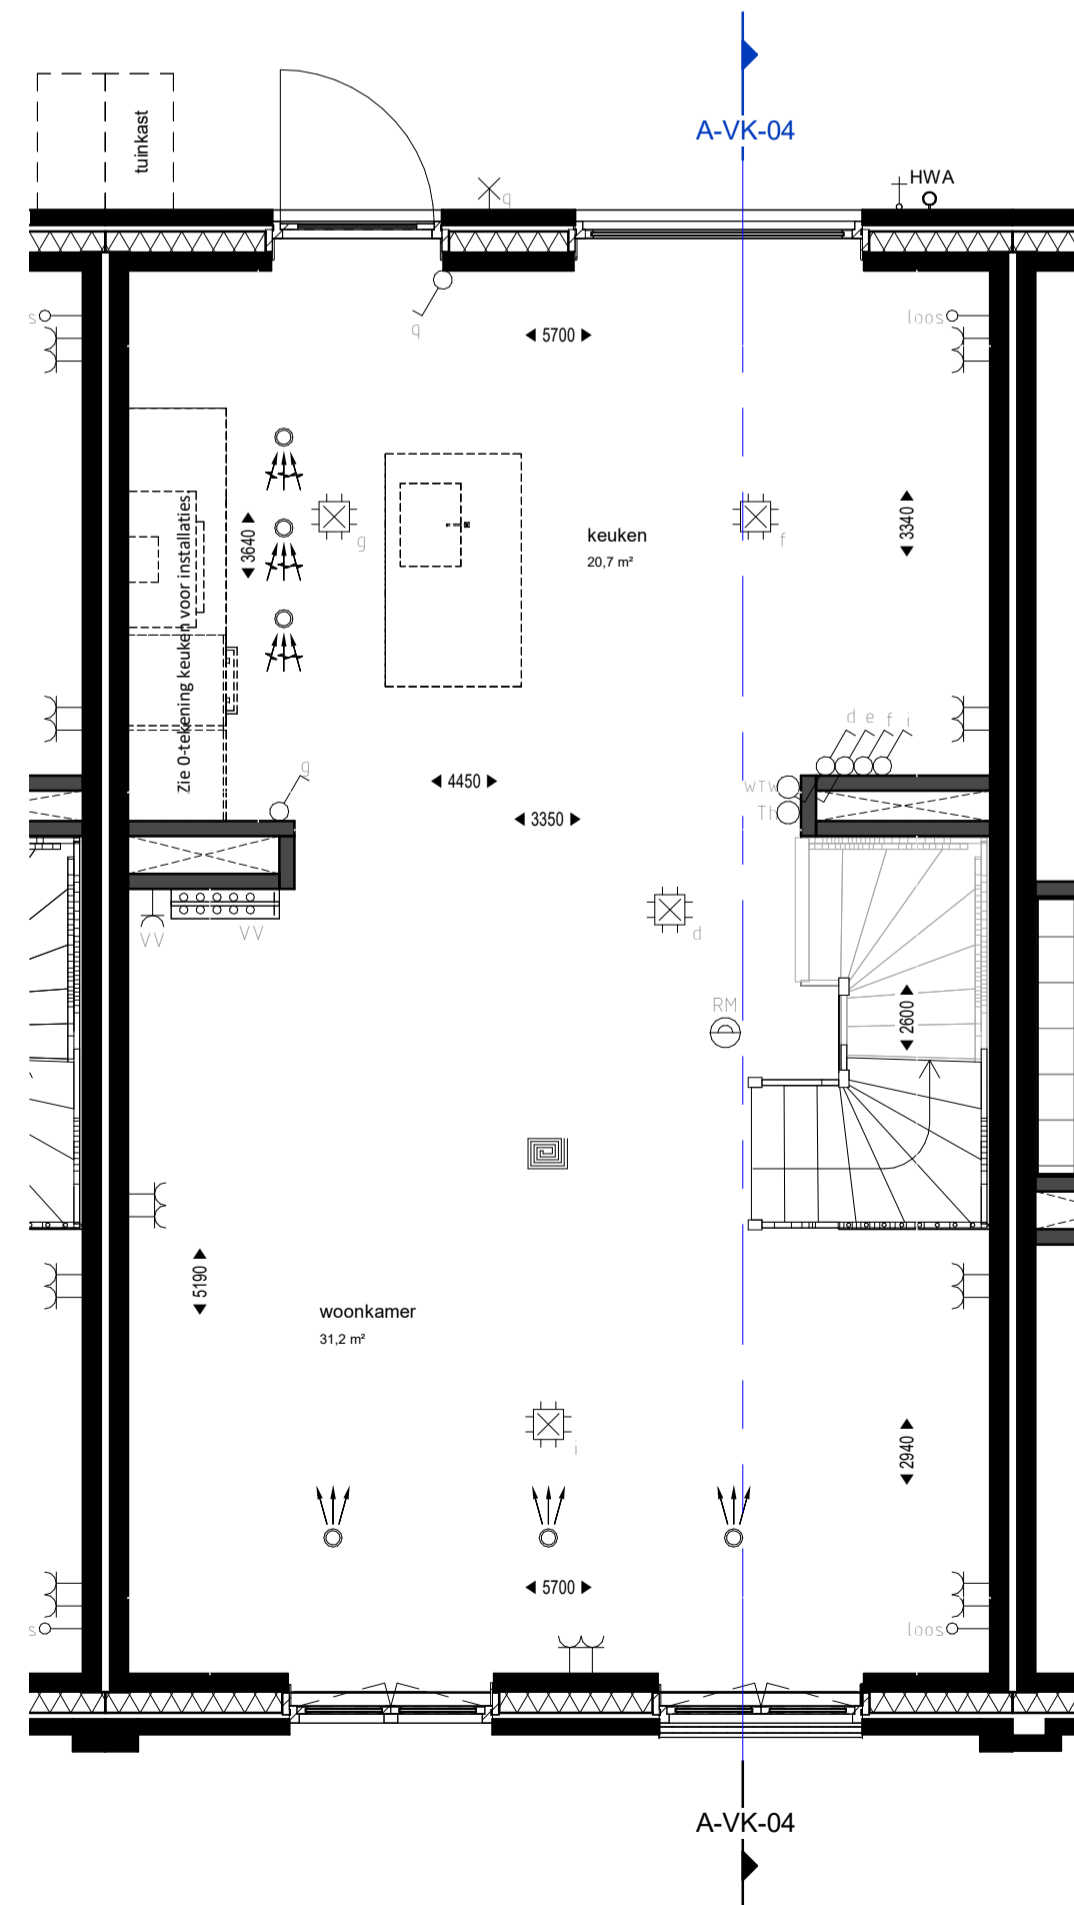 A-VK-04
tuinkast
HWA
q
q
5700
loos
s
Zie 0-tekening keuken voor installaties
3640
g
keuken
20,7 m²
f
3340
d e f i
g
4450
WTW
3350
Th
VV
VV
d
RM
2600
5190
woonkamer
31,2 m²
i
2940
5700
loos
s
A-VK-04